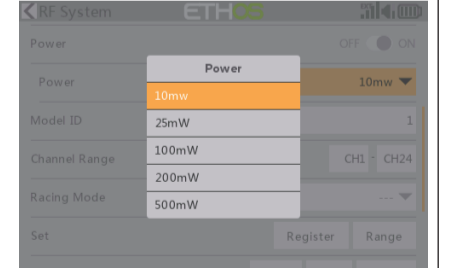 RF System ETHOS
Power OFF ON
Power
Power 10mw
10mw
Model ID 1
25mW
100mW
Channel Range CH1 - CH24
200mW
Racing Mode ---
500mW
Set Register Range